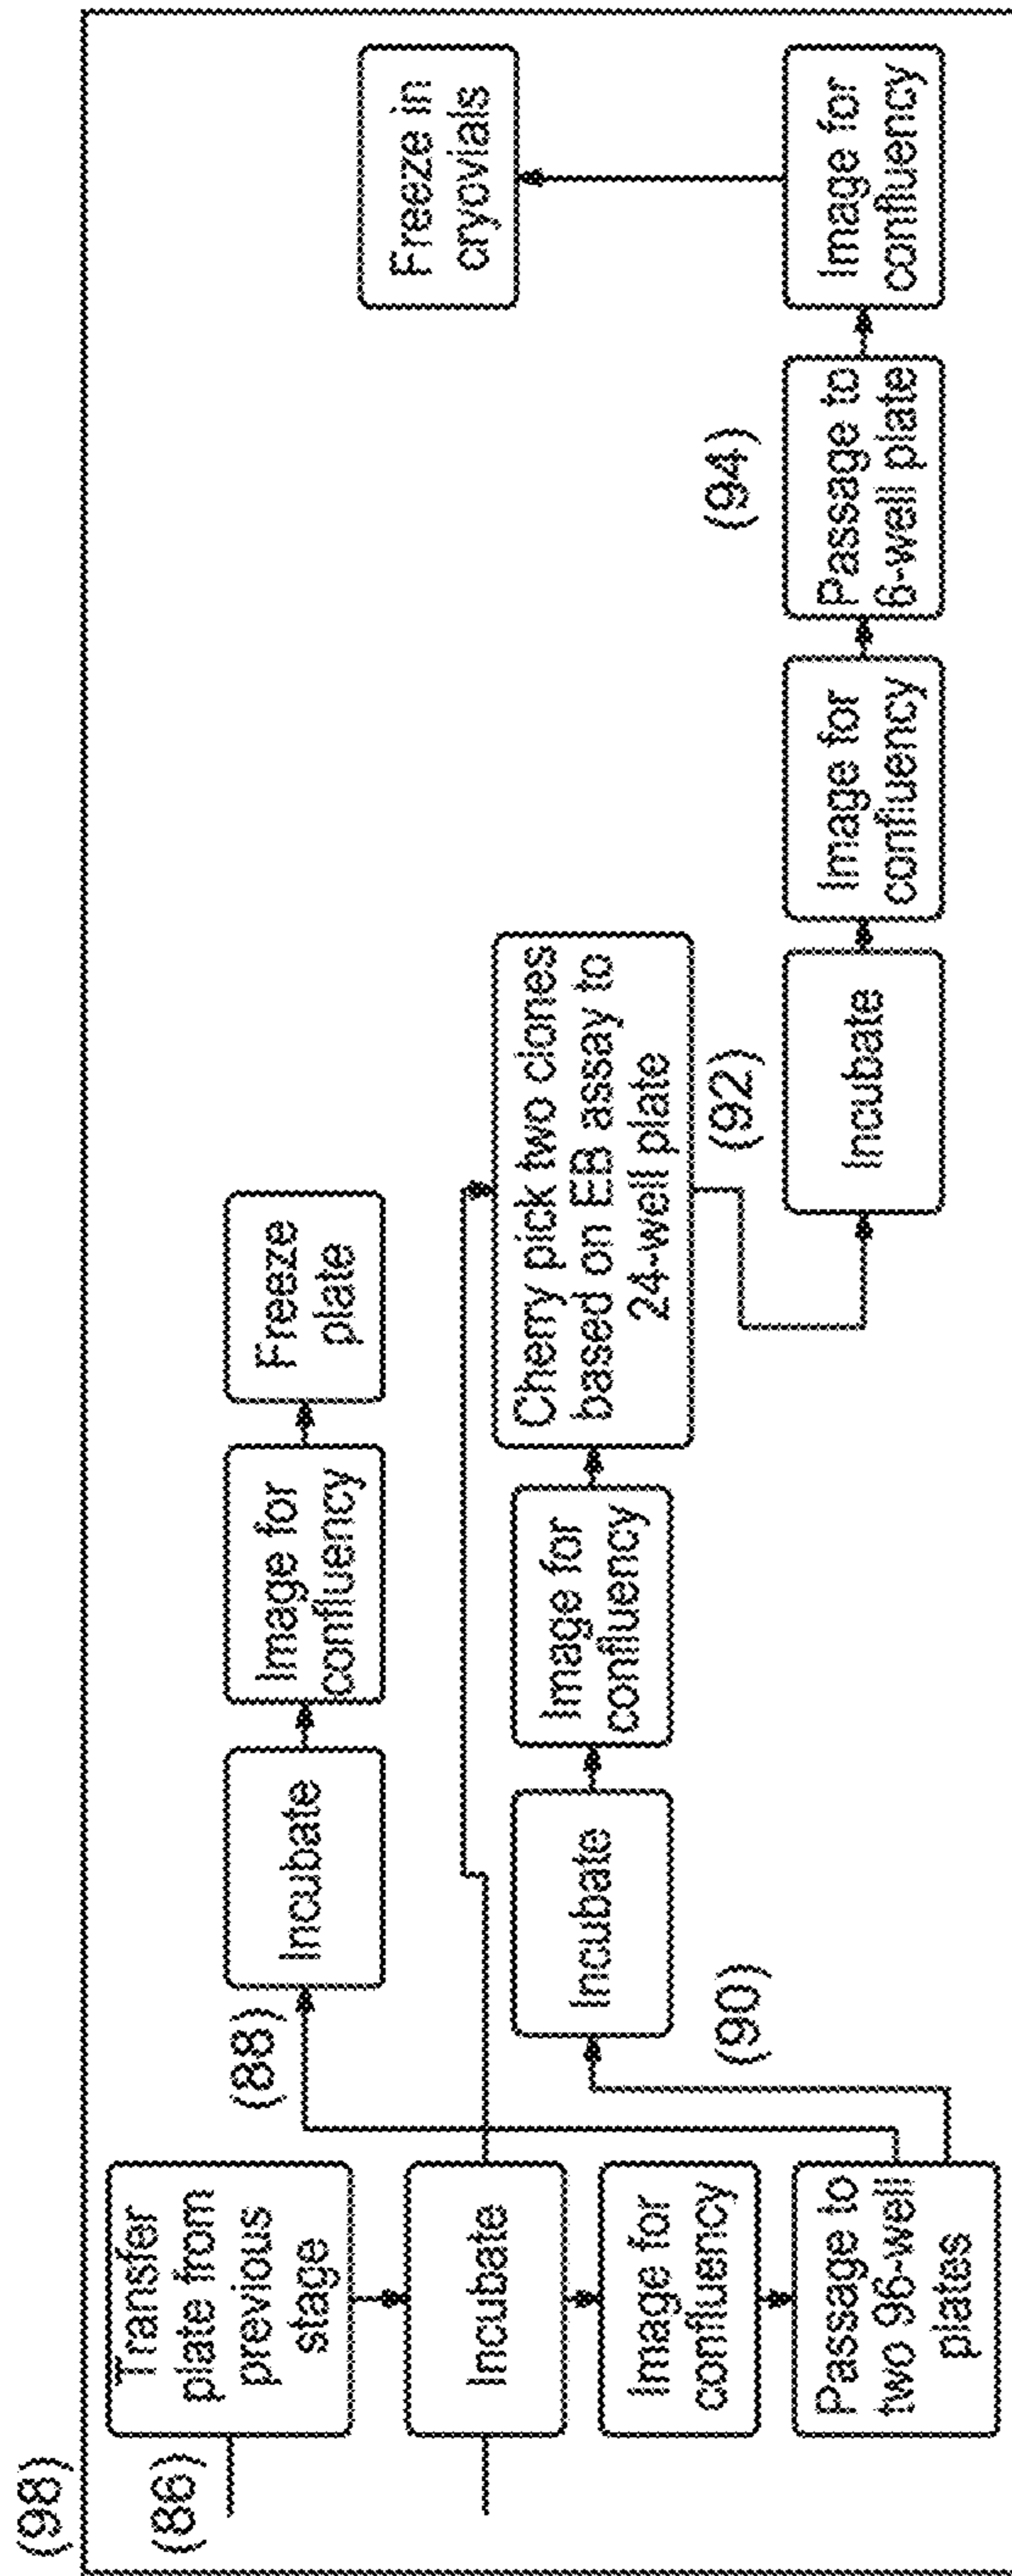 (98)
(86)
Transfer
plate from
previous
stage
Incubate
Image for
confluency
Passage to
two 96-well
plates
(88)
Incubate
Image for
confluency
Freeze
plate
(90)
Incubate
Image for
confluency
Cherry pick two clones
based on EB assay to
24-well plate
(92)
Incubate
Image for
confluency
(94)
Passage to
6-well plate
Image for
confluency
Freeze in
cryovials